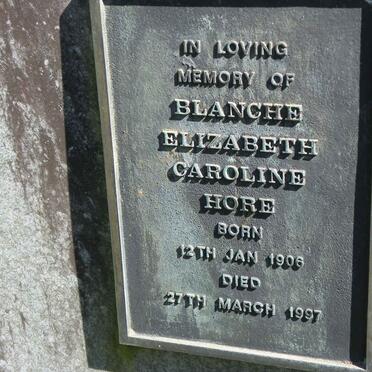 IN LOVING
MEMORY OF
BLANCHE
ELIZABETH
CAROLINE
HORE
BORN
12TH JAN 1906
DIED
27TH MARCH 1997